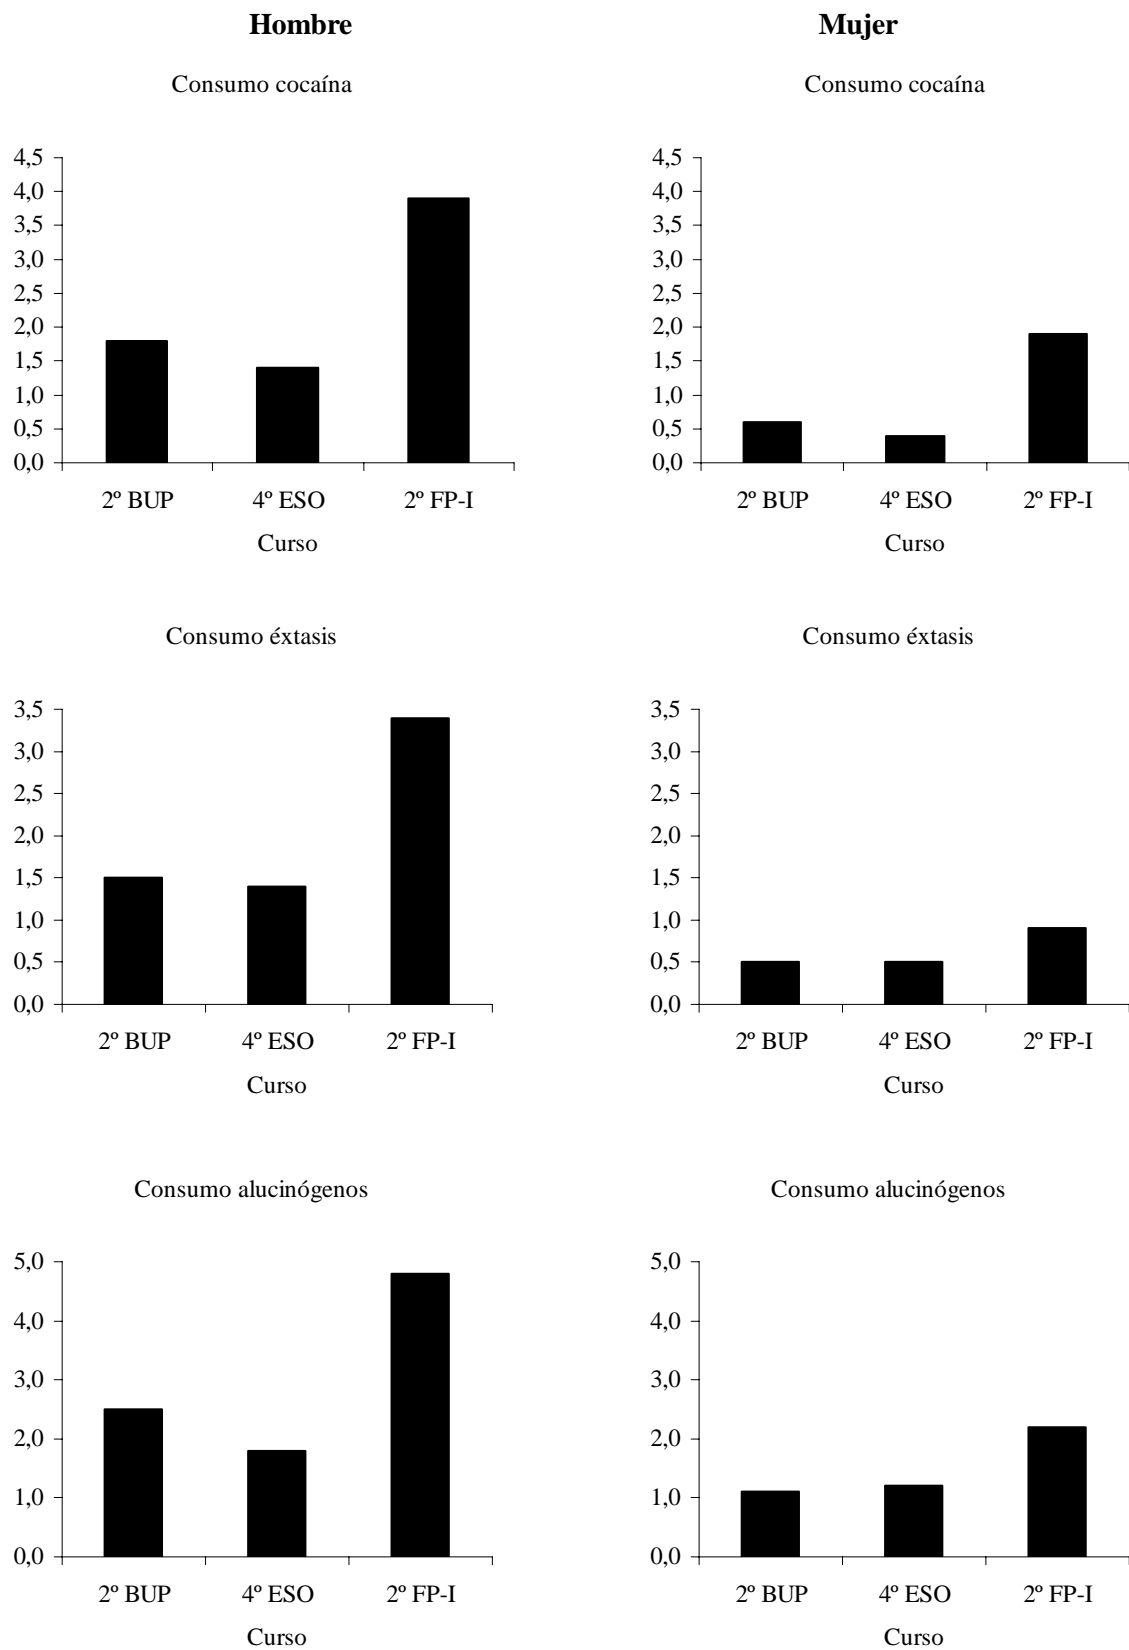 Hombre
Mujer
Consumo cocaína
4,5
4,0
3,5
3,0
2,5
2,0
1,5
1,0
0,5
0,0
2º BUP 4º ESO 2º FP-I
Curso
Consumo cocaína
4,5
4,0
3,5
3,0
2,5
2,0
1,5
1,0
0,5
0,0
2º BUP 4º ESO 2º FP-I
Curso
Consumo éxtasis
3,5
3,0
2,5
2,0
1,5
1,0
0,5
0,0
2º BUP 4º ESO 2º FP-I
Curso
Consumo éxtasis
3,5
3,0
2,5
2,0
1,5
1,0
0,5
0,0
2º BUP 4º ESO 2º FP-I
Curso
Consumo alucinógenos
5,0
4,0
3,0
2,0
1,0
0,0
2º BUP 4º ESO 2º FP-I
Curso
Consumo alucinógenos
5,0
4,0
3,0
2,0
1,0
0,0
2º BUP 4º ESO 2º FP-I
Curso